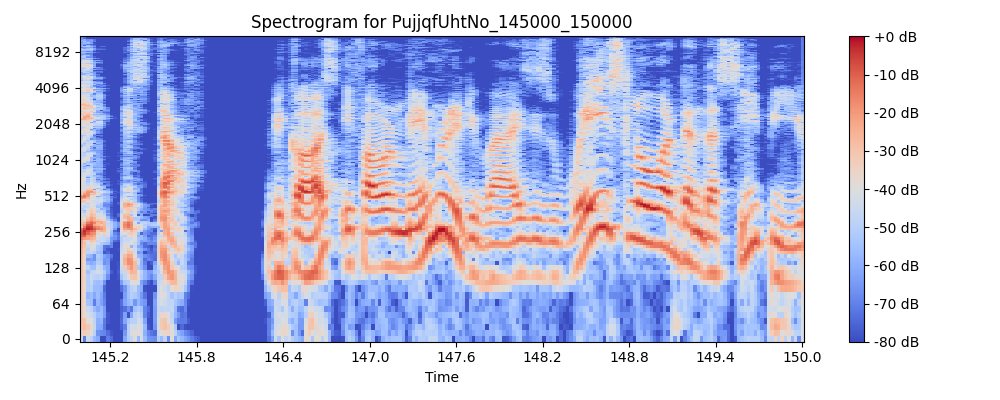 Spectrogram for PujjqfUhtNo_145000_150000
8192
4096
2048
1024
512
256
128
64
0
Hz
145.2 145.8 146.4 147.0 147.6 148.2 148.8 149.4 150.0
Time
+0 dB
-10 dB
-20 dB
-30 dB
-40 dB
-50 dB
-60 dB
-70 dB
-80 dB